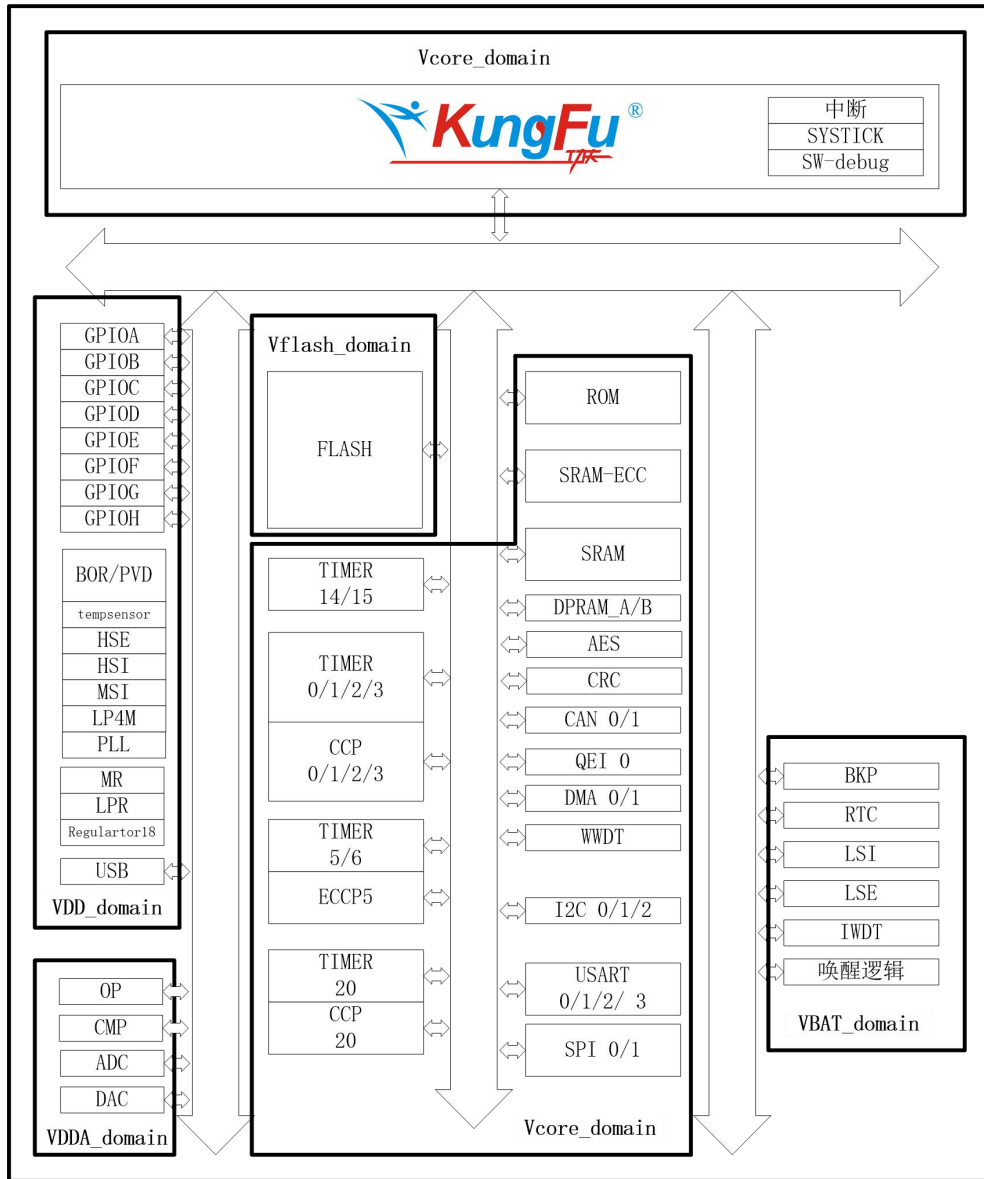 Vcore_domain
KungFu®
中断
SYSTICK
SW-debug
GPIOA
GPIOB
GPIOC
GPIOD
GPIOE
GPIOF
GPIOG
GPIOH
BOR/PVD
tempsensor
HSE
HSI
MSI
LP4M
PLL
MR
LPR
Regulartor18
USB
VDD_domain
OP
CMP
ADC
DAC
VDDA_domain
Vflash_domain
FLASH
TIMER
14/15
TIMER
0/1/2/3
CCP
0/1/2/3
TIMER
5/6
ECCP5
TIMER
20
CCP
20
ROM
SRAM-ECC
SRAM
DPRAM_A/B
AES
CRC
CAN 0/1
QEI 0
DMA 0/1
WWDT
I2C 0/1/2
USART
0/1/2/ 3
SPI 0/1
Vcore_domain
BKP
RTC
LSI
LSE
IWDT
唤醒逻辑
VBAT_domain